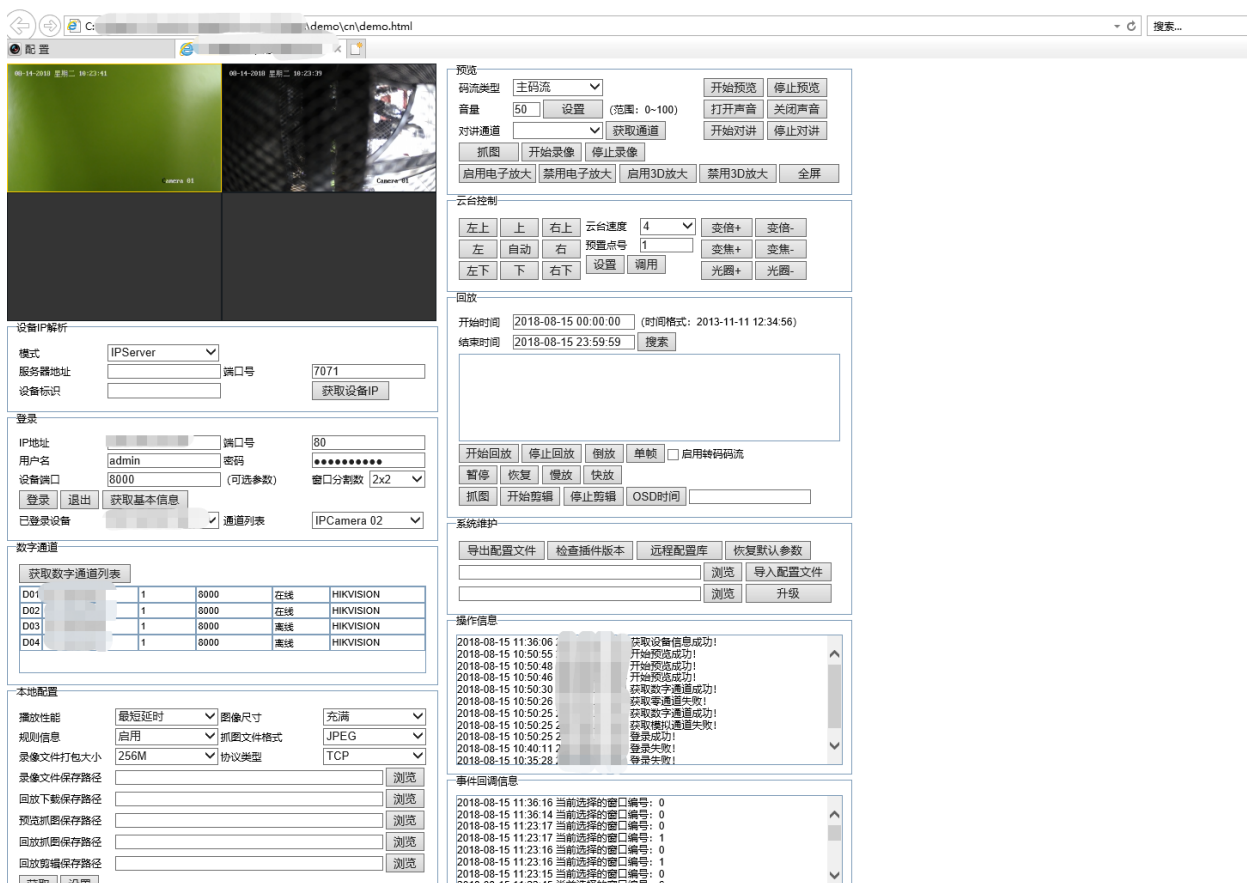 C:
\demo\cn\demo.html
搜索...
配置
08-14-2018 星期二 10:23:41
Camera 01
08-14-2018 星期二 10:23:39
Camera 01
设备IP解析
模式 IPServer
服务器地址 端口号 7071
设备标识 获取设备IP
登录
IP地址 端口号 80
用户名 admin 密码 ●●●●●●●●●●
设备端口 8000 (可选参数) 窗口分割数 2x2
登录 退出 获取基本信息
已登录设备 通道列表 IPCamera 02
数字通道
获取数字通道列表
D01 1 8000 在线 HIKVISION
D02 1 8000 在线 HIKVISION
D03 1 8000 离线 HIKVISION
D04 1 8000 离线 HIKVISION
本地配置
播放性能 最短延时 图像尺寸 充满
规则信息 启用 抓图文件格式 JPEG
录像文件打包大小 256M 协议类型 TCP
录像文件保存路径 浏览
回放下载保存路径 浏览
预览抓图保存路径 浏览
回放抓图保存路径 浏览
回放剪辑保存路径 浏览
获取 设置
预览
码流类型 主码流 开始预览 停止预览
音量 50 设置 (范围：0~100) 打开声音 关闭声音
对讲通道 获取通道 开始对讲 停止对讲
抓图 开始录像 停止录像
启用电子放大 禁用电子放大 启用3D放大 禁用3D放大 全屏
云台控制
左上 上 右上 云台速度 4 变倍+ 变倍-
左 自动 右 预置点号 1 变焦+ 变焦-
左下 下 右下 设置 调用 光圈+ 光圈-
回放
开始时间 2018-08-15 00:00:00 (时间格式：2013-11-11 12:34:56)
结束时间 2018-08-15 23:59:59 搜索
开始回放 停止回放 倒放 单帧 启用转码码流
暂停 恢复 慢放 快放
抓图 开始剪辑 停止剪辑 OSD时间
系统维护
导出配置文件 检查插件版本 远程配置库 恢复默认参数
浏览 导入配置文件
浏览 升级
操作信息
2018-08-15 11:36:06 获取设备信息成功!
2018-08-15 10:50:55 开始预览成功!
2018-08-15 10:50:48 开始预览成功!
2018-08-15 10:50:46 开始预览成功!
2018-08-15 10:50:30 获取数字通道成功!
2018-08-15 10:50:26 获取零通道失败!
2018-08-15 10:50:25 获取数字通道成功!
2018-08-15 10:50:25 2 获取模拟通道失败!
2018-08-15 10:50:25 2 登录成功!
2018-08-15 10:40:11 2 登录失败!
2018-08-15 10:35:28 登录失败!
事件回调信息
2018-08-15 11:36:16 当前选择的窗口编号：0
2018-08-15 11:36:14 当前选择的窗口编号：0
2018-08-15 11:23:17 当前选择的窗口编号：0
2018-08-15 11:23:17 当前选择的窗口编号：1
2018-08-15 11:23:16 当前选择的窗口编号：0
2018-08-15 11:23:16 当前选择的窗口编号：1
2018-08-15 11:23:15 当前选择的窗口编号：0